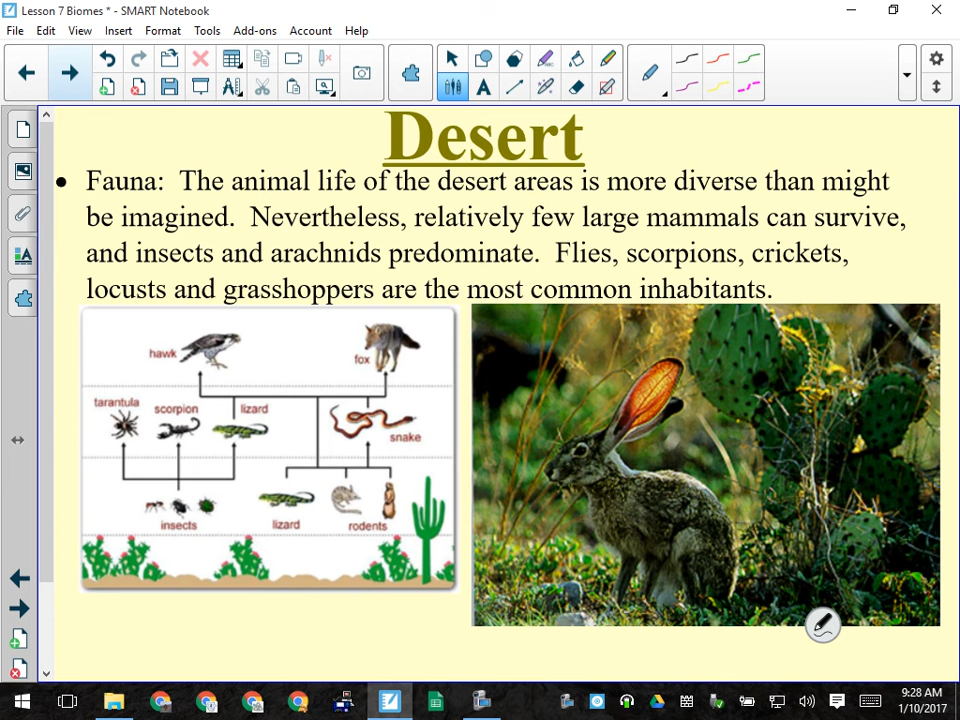 Lesson 7 Biomes * - SMART Notebook
File Edit View Insert Format Tools Add-ons Account Help
Desert
• Fauna: The animal life of the desert areas is more diverse than might
be imagined. Nevertheless, relatively few large mammals can survive,
and insects and arachnids predominate. Flies, scorpions, crickets,
locusts and grasshoppers are the most common inhabitants.
hawk
fox
tarantula
scorpion
lizard
snake
insects
lizard
rodents
9:28 AM
1/10/2017